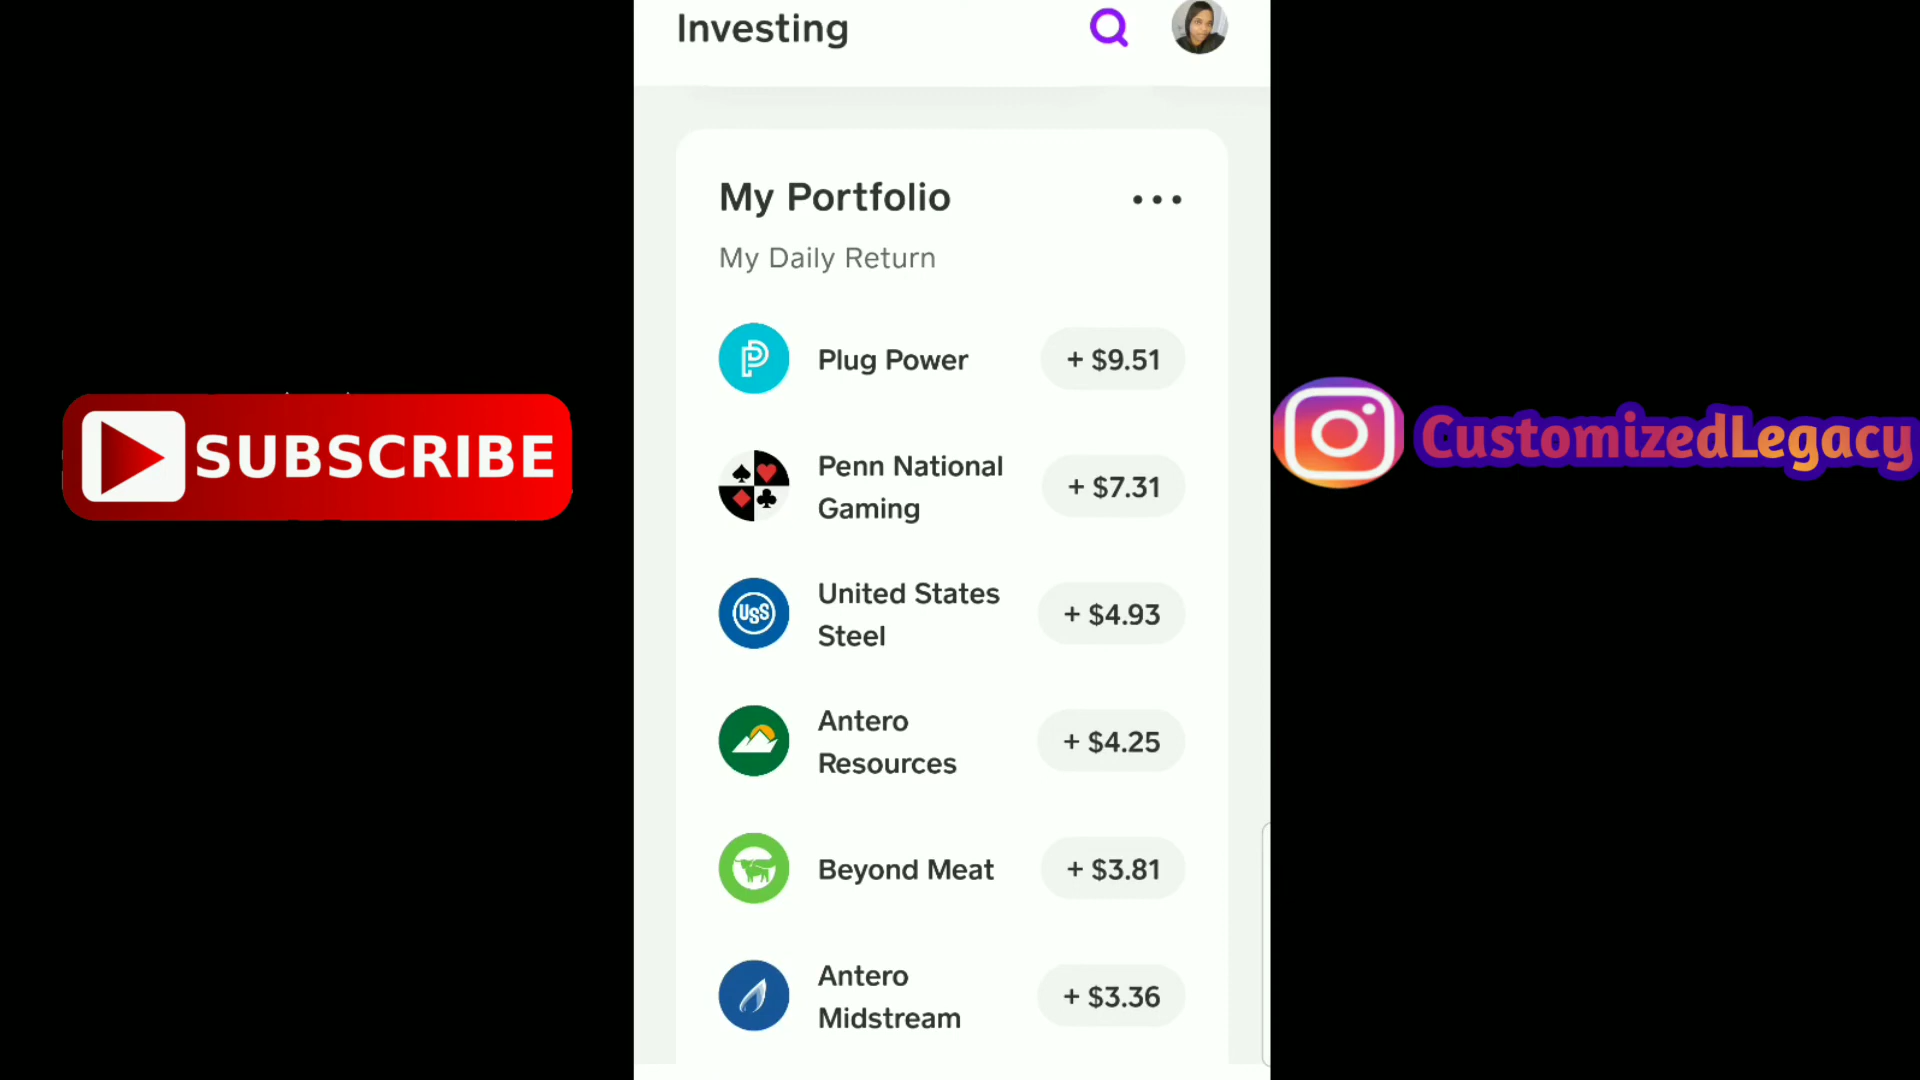 Investing
My Portfolio
My Daily Return
Plug Power
+ $9.51
Penn National
Gaming
+ $7.31
USS
United States
Steel
+ $4.93
Antero
Resources
+ $4.25
Beyond Meat
+ $3.81
Antero
Midstream
+ $3.36
SUBSCRIBE
CustomizedLegacy